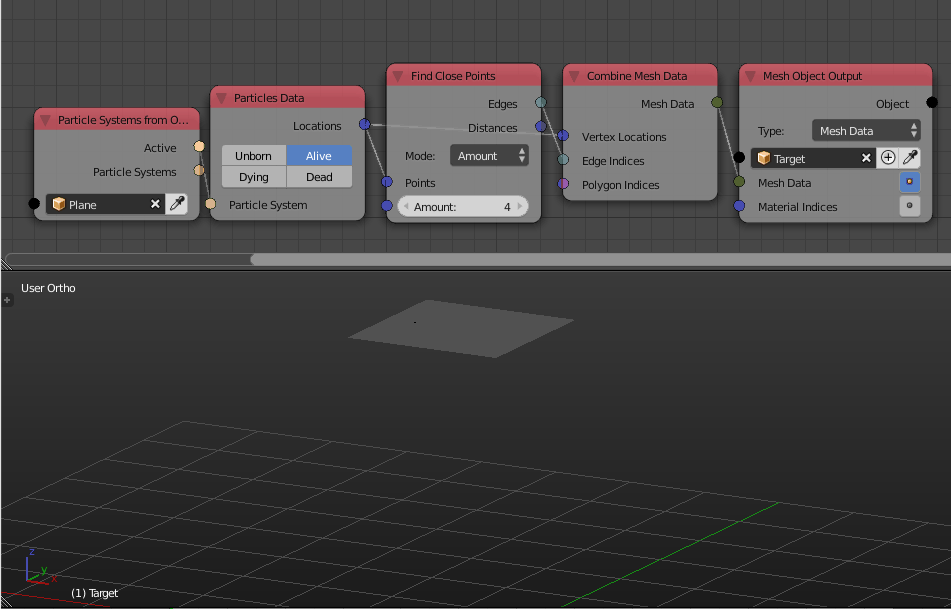 Particle Systems from O...
Active
Particle Systems
Plane
Particles Data
Locations
Unborn Alive
Dying Dead
Particle System
Find Close Points
Edges
Distances
Mode: Amount
Points
Amount: 4
Combine Mesh Data
Mesh Data
Vertex Locations
Edge Indices
Polygon Indices
Mesh Object Output
Object
Type: Mesh Data
Target
Mesh Data
Material Indices
User Ortho
z
y
x
(1) Target